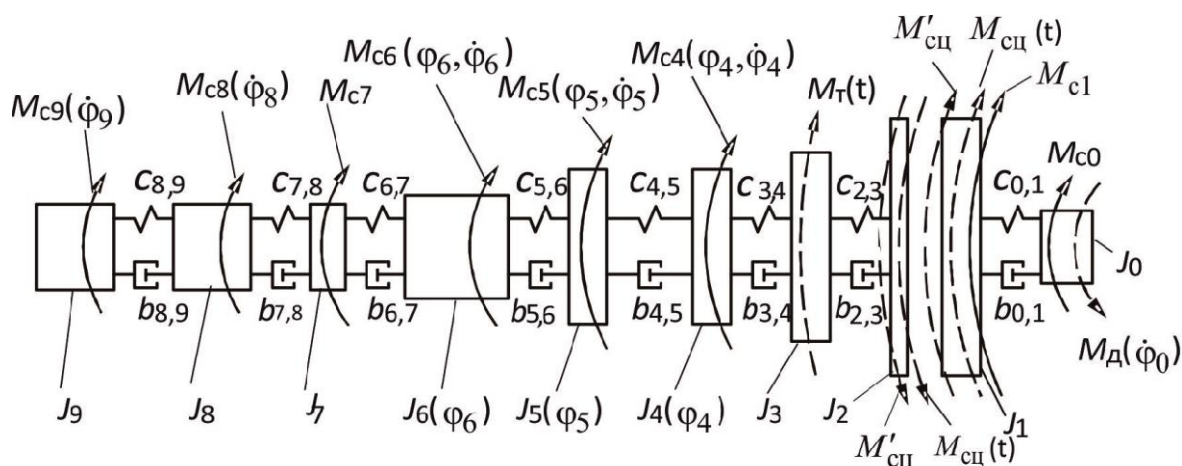 M′сц
Mсц(t)
Mс1
Mс6(φ6,φ̇6)
Mс4(φ4,φ̇4)
Mс8(φ̇8)
Mс7
Mс5(φ5,φ̇5)
Mт(t)
Mс9(φ̇9)
Mс0
c8,9
c7,8
c6,7
c5,6
c4,5
c3,4
c2,3
c0,1
J0
b8,9
b7,8
b6,7
b5,6
b4,5
b3,4
b2,3
b0,1
Mд(φ̇0)
J9
J8
J7
J6(φ6)
J5(φ5)
J4(φ4)
J3
J2
J1
M′сц
Mсц(t)